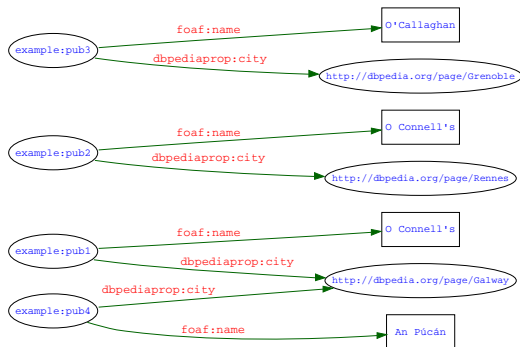 foaf:name
O'Callaghan
example:pub3
dbpediaprop:city
http://dbpedia.org/page/Grenoble
foaf:name
O Connell's
example:pub2
dbpediaprop:city
http://dbpedia.org/page/Rennes
foaf:name
O Connell's
example:pub1
dbpediaprop:city
http://dbpedia.org/page/Galway
dbpediaprop:city
example:pub4
foaf:name
An Púcán